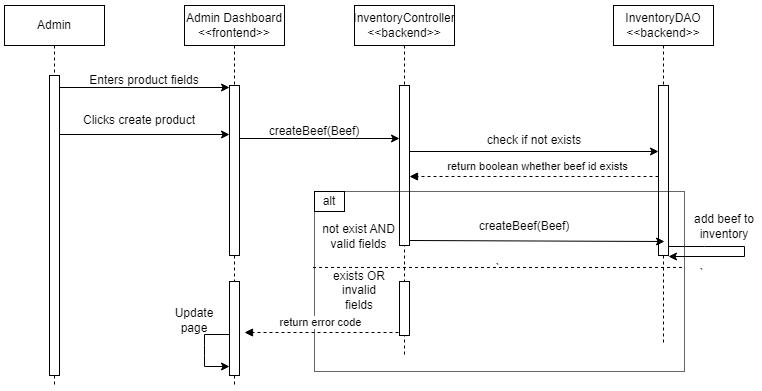 Admin
Admin Dashboard
<<frontend>>
InventoryController
<<backend>>
InventoryDAO
<<backend>>
Enters product fields
Clicks create product
createBeef(Beef)
check if not exists
return boolean whether beef id exists
alt
not exist AND
valid fields
createBeef(Beef)
add beef to
inventory
exists OR
invalid
fields
return error code
Update
page